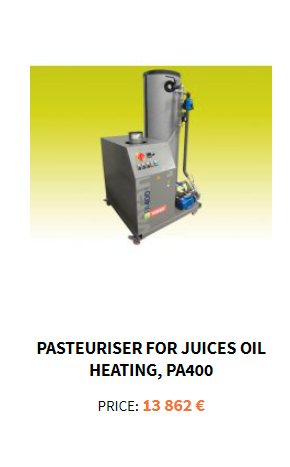 PASTEURISER FOR JUICES OIL
HEATING, PA400
PRICE: 13 862 €